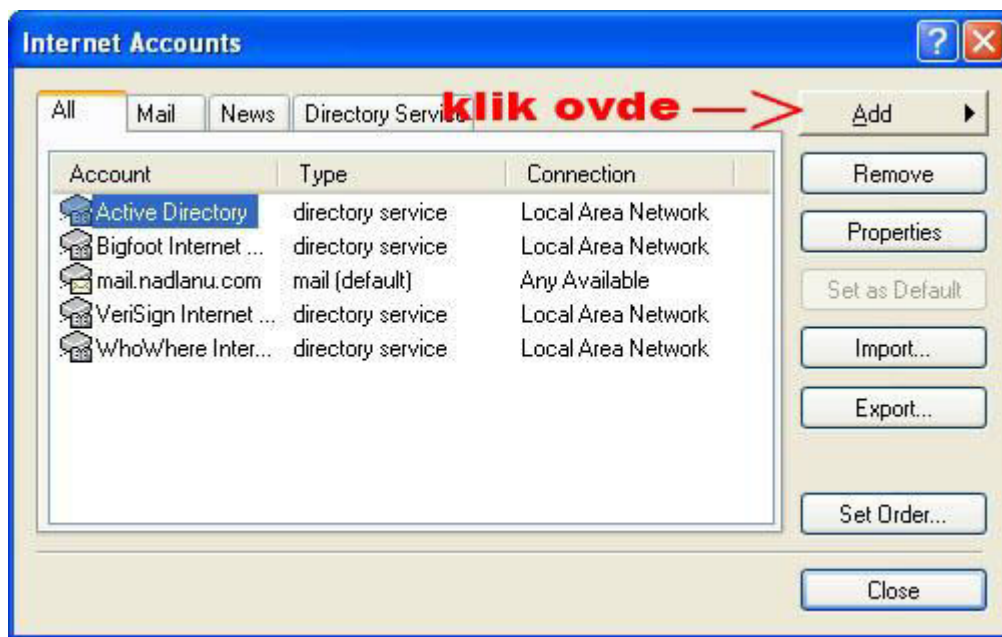 Internet Accounts
All Mail News Directory Service klik ovde Add
Account Type Connection Remove
Active Directory directory service Local Area Network
Bigfoot Internet ... directory service Local Area Network Properties
mail.nadlanu.com mail (default) Any Available Set as Default
VeriSign Internet ... directory service Local Area Network
WhoWhere Inter... directory service Local Area Network Import...
Export...
Set Order...
Close